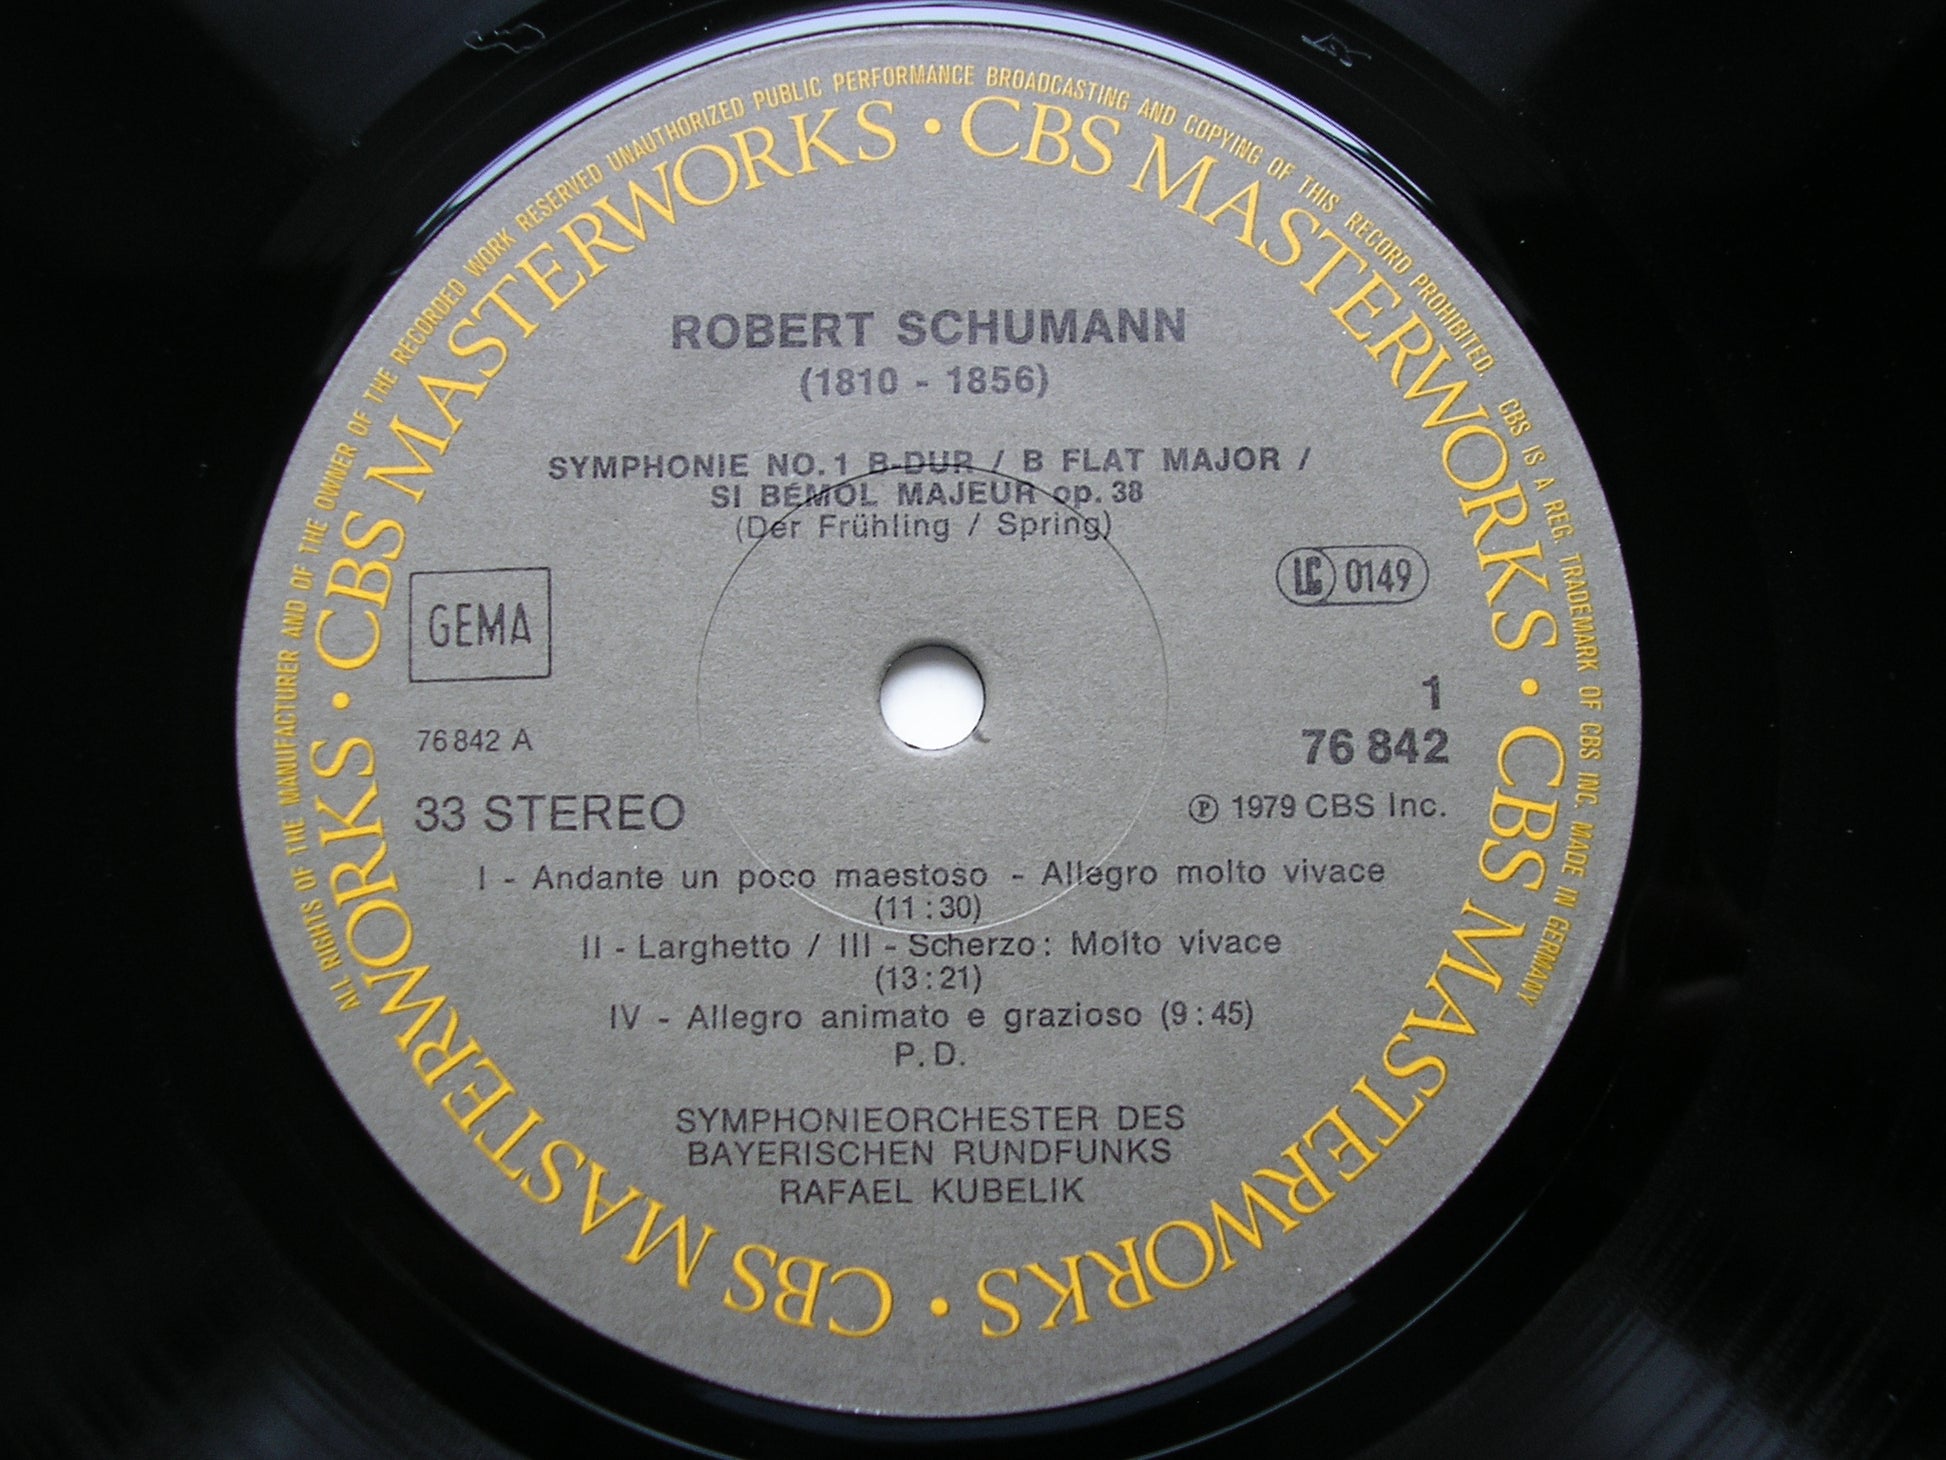 ALL RIGHTS OF THE MANUFACTURER AND OF THE OWNER OF THE RECORDED WORK RESERVED UNAUTHORIZED PUBLIC PERFORMANCE BROADCASTING AND COPYING OF THIS RECORD PROHIBITED. CBS IS A REG. TRADEMARK OF CBS INC. MADE IN GERMANY
CBS MASTERWORKS • CBS MASTERWORKS • CBS MASTERWORKS • CBS MASTERWORKS •
ROBERT SCHUMANN
(1810 - 1856)
SYMPHONIE NO. 1 B-DUR / B FLAT MAJOR /
SI BÉMOL MAJEUR op. 38
(Der Frühling / Spring)
GEMA
LC 0149
1
76 842 A
76 842
33 STEREO
℗ 1979 CBS Inc.
I - Andante un poco maestoso - Allegro molto vivace
(11 : 30)
II - Larghetto / III - Scherzo: Molto vivace
(13 : 21)
IV - Allegro animato e grazioso (9 : 45)
P. D.
SYMPHONIEORCHESTER DES
BAYERISCHEN RUNDFUNKS
RAFAEL KUBELIK